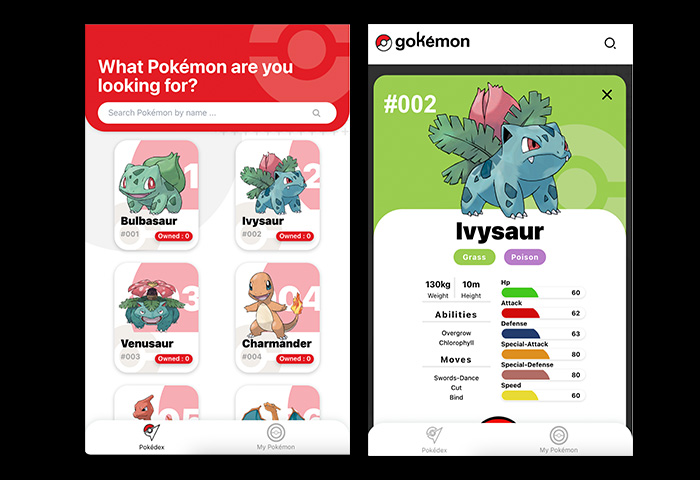 What Pokémon are you
looking for?
Search Pokémon by name ...
1
Bulbasaur
#001
Owned : 0
2
Ivysaur
#002
Owned : 0
3
Venusaur
#003
Owned : 0
04
Charmander
#004
Owned : 0
05
6
Pokédex
My Pokémon
gokémon
#002
Ivysaur
Grass
Poison
130kg
Weight
10m
Height
Abilities
Overgrow
Chlorophyll
Moves
Swords-Dance
Cut
Bind
Hp
60
Attack
62
Defense
63
Special-Attack
80
Special-Defense
80
Speed
60
Pokédex
My Pokémon